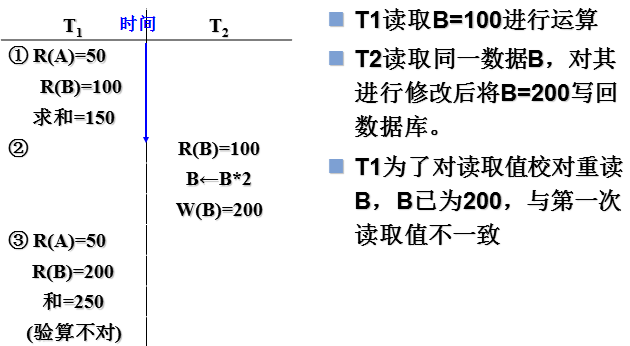 T1 时间 T2
① R(A)=50
R(B)=100
求和=150
② R(B)=100
B←B*2
W(B)=200
③ R(A)=50
R(B)=200
和=250
(验算不对)
T1读取B=100进行运算
T2读取同一数据B，对其
进行修改后将B=200写回
数据库。
T1为了对读取值校对重读
B，B已为200，与第一次
读取值不一致